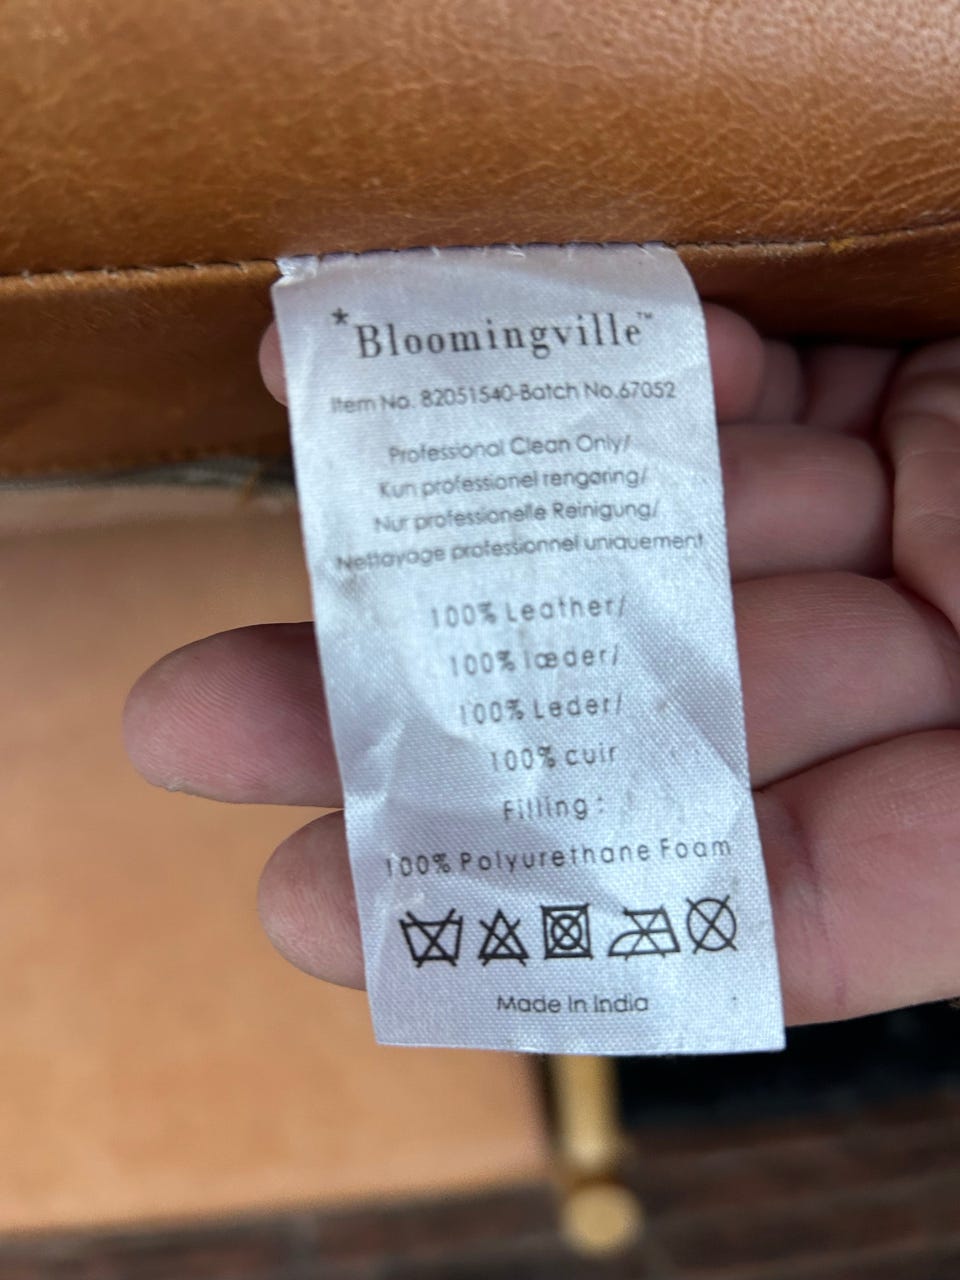 *Bloomingville™
Item No. 82051540-Batch No.67052
Professional Clean Only/
Kun professionel rengøring/
Nur professionelle Reinigung/
Nettoyage professionnel uniquement
100% Leather/
100% læder/
100% Leder/
100% cuir
Filling:
100% Polyurethane Foam
Made In India